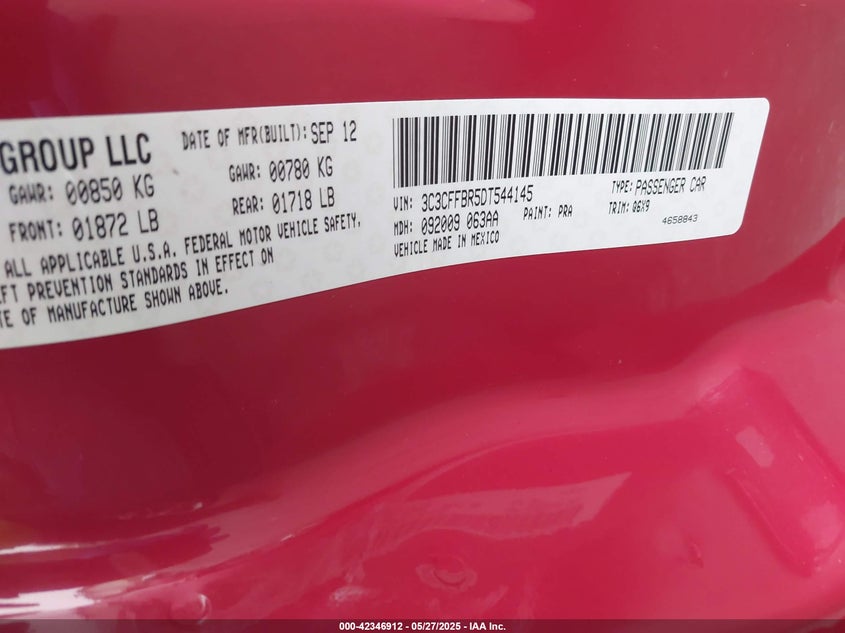 GROUP LLC DATE OF MFR(BUILT): SEP 12
GAWR: 00850 KG GAWR: 00780 KG
FRONT: 01872 LB REAR: 01718 LB
ALL APPLICABLE U.S.A. FEDERAL MOTOR VEHICLE SAFETY,
EFT PREVENTION STANDARDS IN EFFECT ON
TE OF MANUFACTURE SHOWN ABOVE.
VIN: 3C3CFFBR5DT544145 TYPE: PASSENGER CAR
MDH: 092009 063AA PAINT: PRA TRIM: Q6X9
VEHICLE MADE IN MEXICO 4658843
000-42346912 | 05/27/2025 | IAA Inc.